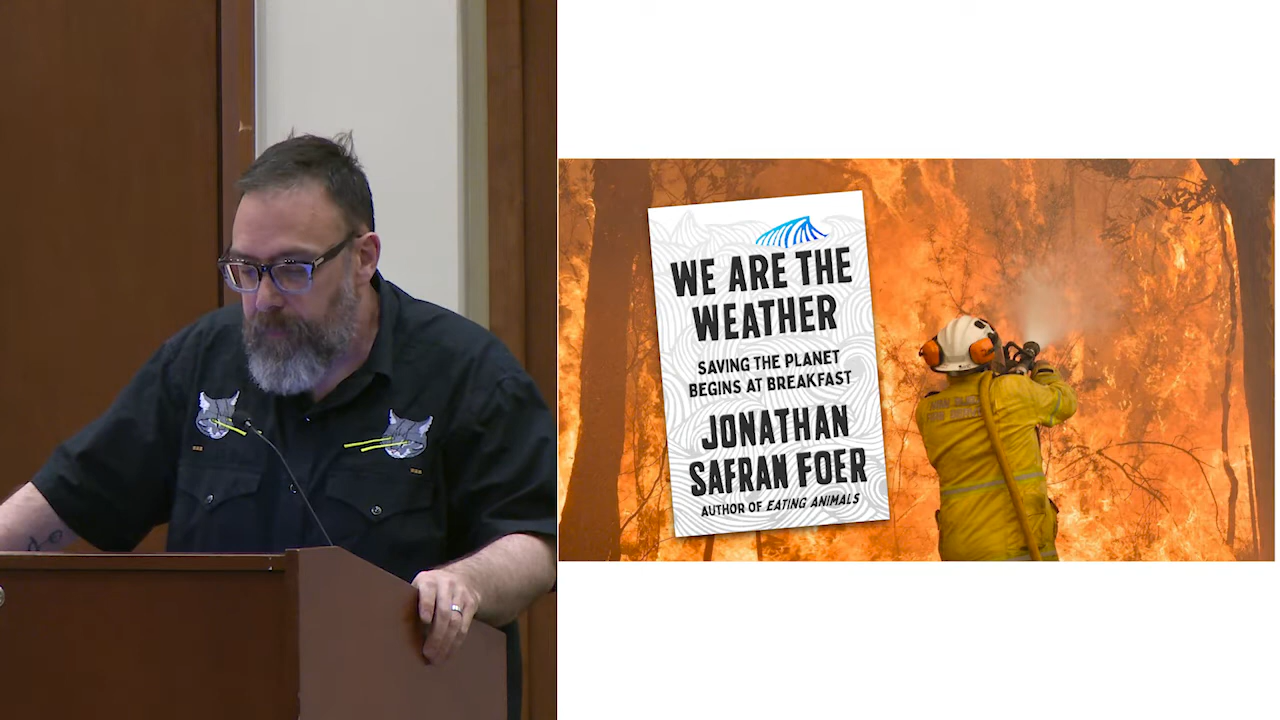 WE ARE THE
WEATHER
SAVING THE PLANET
BEGINS AT BREAKFAST
JONATHAN
SAFRAN FOER
AUTHOR OF EATING ANIMALS